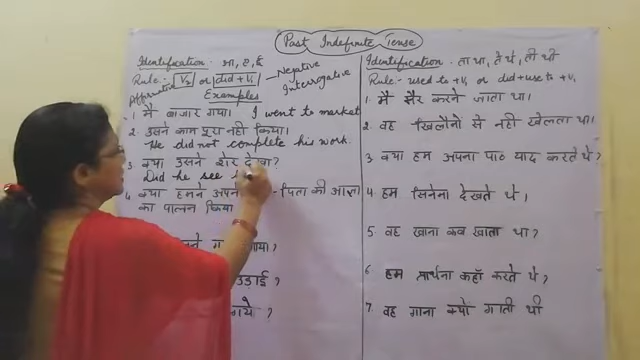 Past Indefinite Tense
Identification - आ, ए, ई
Rule: V₂ or did + V₁ - Negative
Interrogative
Affirmative
Examples
1. मैं बाजार गया। I went to market
2. उसने काम पूरा नहीं किया।
He did not complete his work.
3. क्या उसने शेर देखा?
Did he see
4. क्या हमने अपने पिता की आज्ञा
का पालन किया
उड़ाई ?
गये ?
Identification - ता था, ते थे, ती थी
Rule:- used to + V₁ or did + use to + V₁
1. मैं सैर करने जाता था।
2. वह खिलौनों से नहीं खेलता था।
3 क्या हम अपना पाठ याद करते थे?
4. हम सिनेमा देखते थे।
5. वह खाना कब खाता था ?
6 हम प्रार्थना कहाँ करते थे ?
7. वह गाना क्यों गाती थी